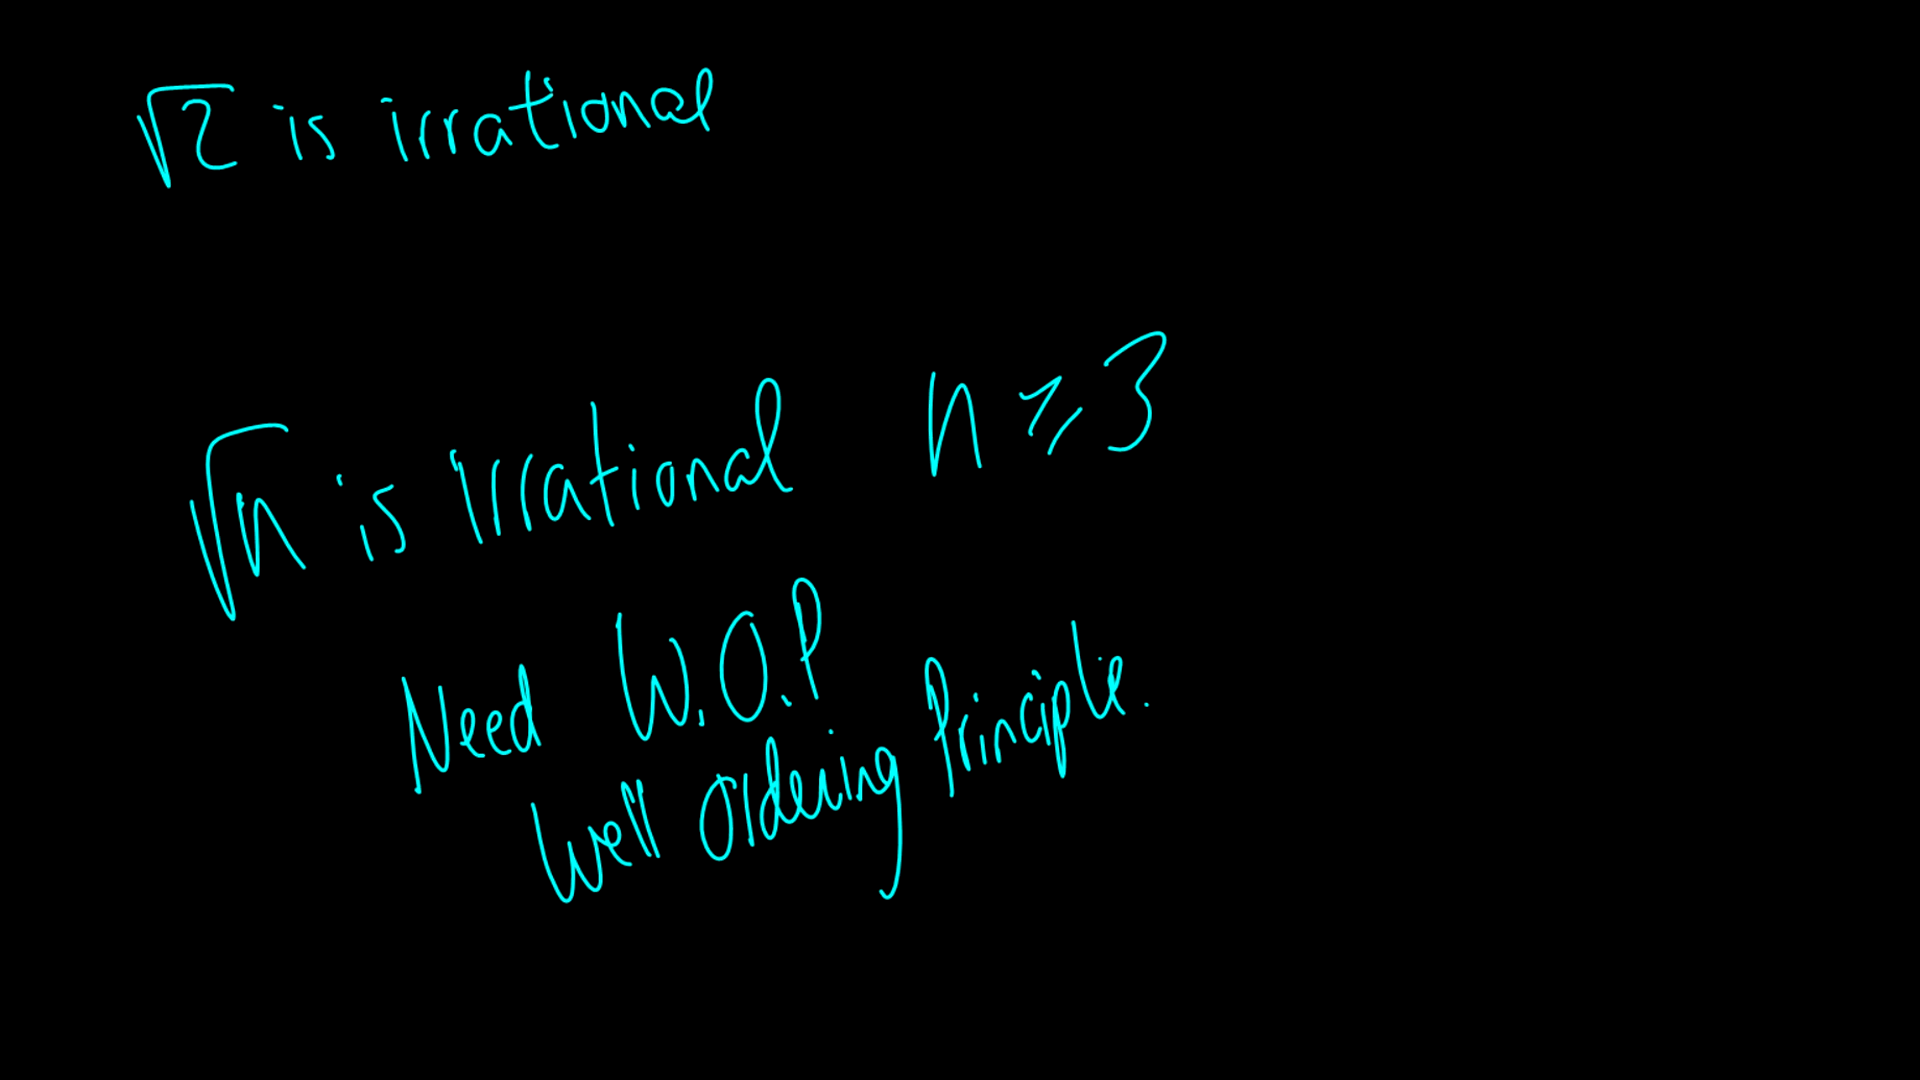 √2 is irrational
√n is irrational n ≥ 3
Need W.O.P
Well Ordering Principle.